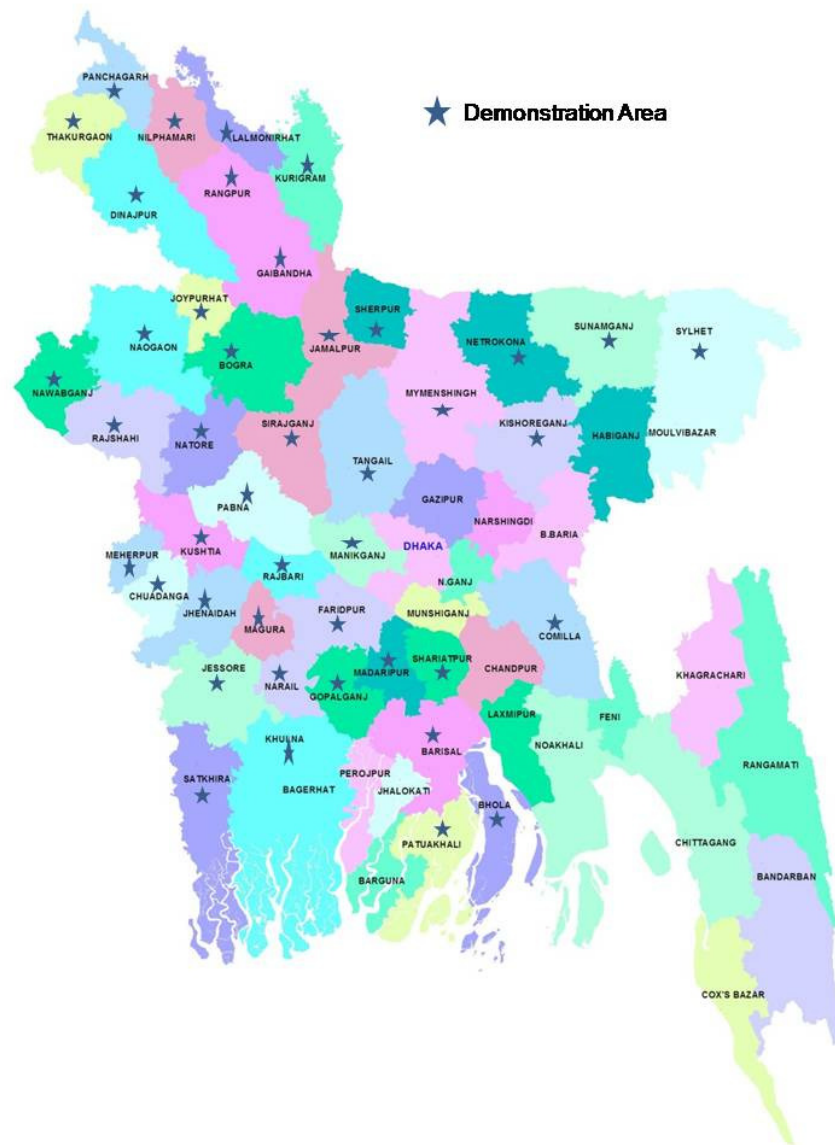 PANCHAGARH
Demonstration Area
THAKURGAON
NILPHAMARI
LALMONIRHAT
KURIGRAM
RANGPUR
DINAJPUR
GAIBANDHA
JOYPURHAT
SHERPUR
SUNAMGANJ
SYLHET
NAOGAON
JAMALPUR
NETROKONA
BOGRA
NAWABGANJ
MYMENSINGH
RAJSHAHI
NATORE
SIRAJGANJ
KISHOREGANJ
HABIGANJ
MOULVIBAZAR
TANGAIL
GAZIPUR
PABNA
NARSHINGDI
B.BARIA
KUSHTIA
MANIKGANJ
DHAKA
MEHERPUR
RAJBARI
N.GANJ
CHUADANGA
JHENAIDAH
FARIDPUR
MUNSHIGANJ
MAGURA
COMILLA
JESSORE
SHARIATPUR
CHANDPUR
MADARIPUR
NARAIL
GOPALGANJ
KHAGRACHARI
LAXMIPUR
FENI
KHULNA
BARISAL
NOAKHALI
RANGAMATI
SATKHIRA
PEROJPUR
BAGERHAT
JHALOKATI
BHOLA
PATUAKHALI
CHITTAGANG
BARGUNA
BANDARBAN
COX'S BAZAR